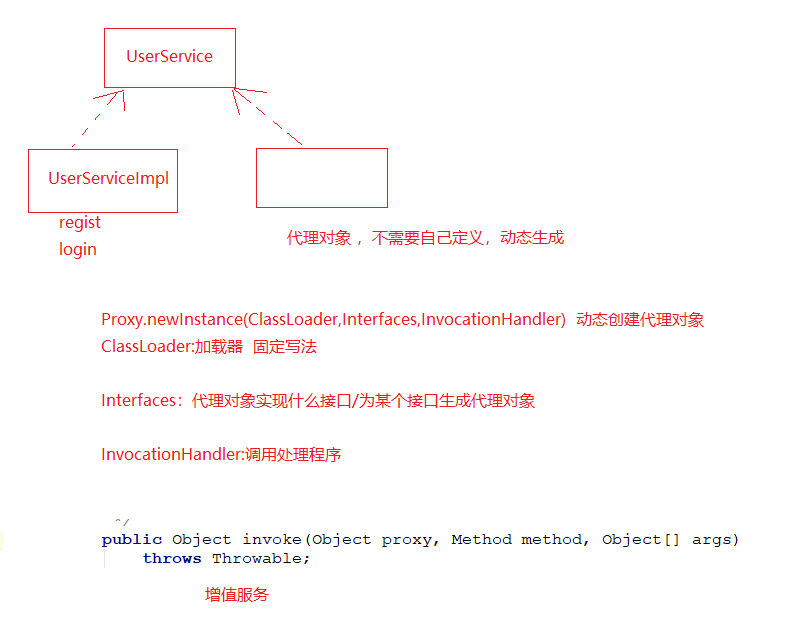 UserService
UserServiceImpl
regist
login
代理对象 ，不需要自己定义，动态生成
Proxy.newInstance(ClassLoader,Interfaces,InvocationHandler) 动态创建代理对象
ClassLoader:加载器 固定写法
Interfaces：代理对象实现什么接口/为某个接口生成代理对象
InvocationHandler:调用处理程序
*/
public Object invoke(Object proxy, Method method, Object[] args)
throws Throwable;
增值服务